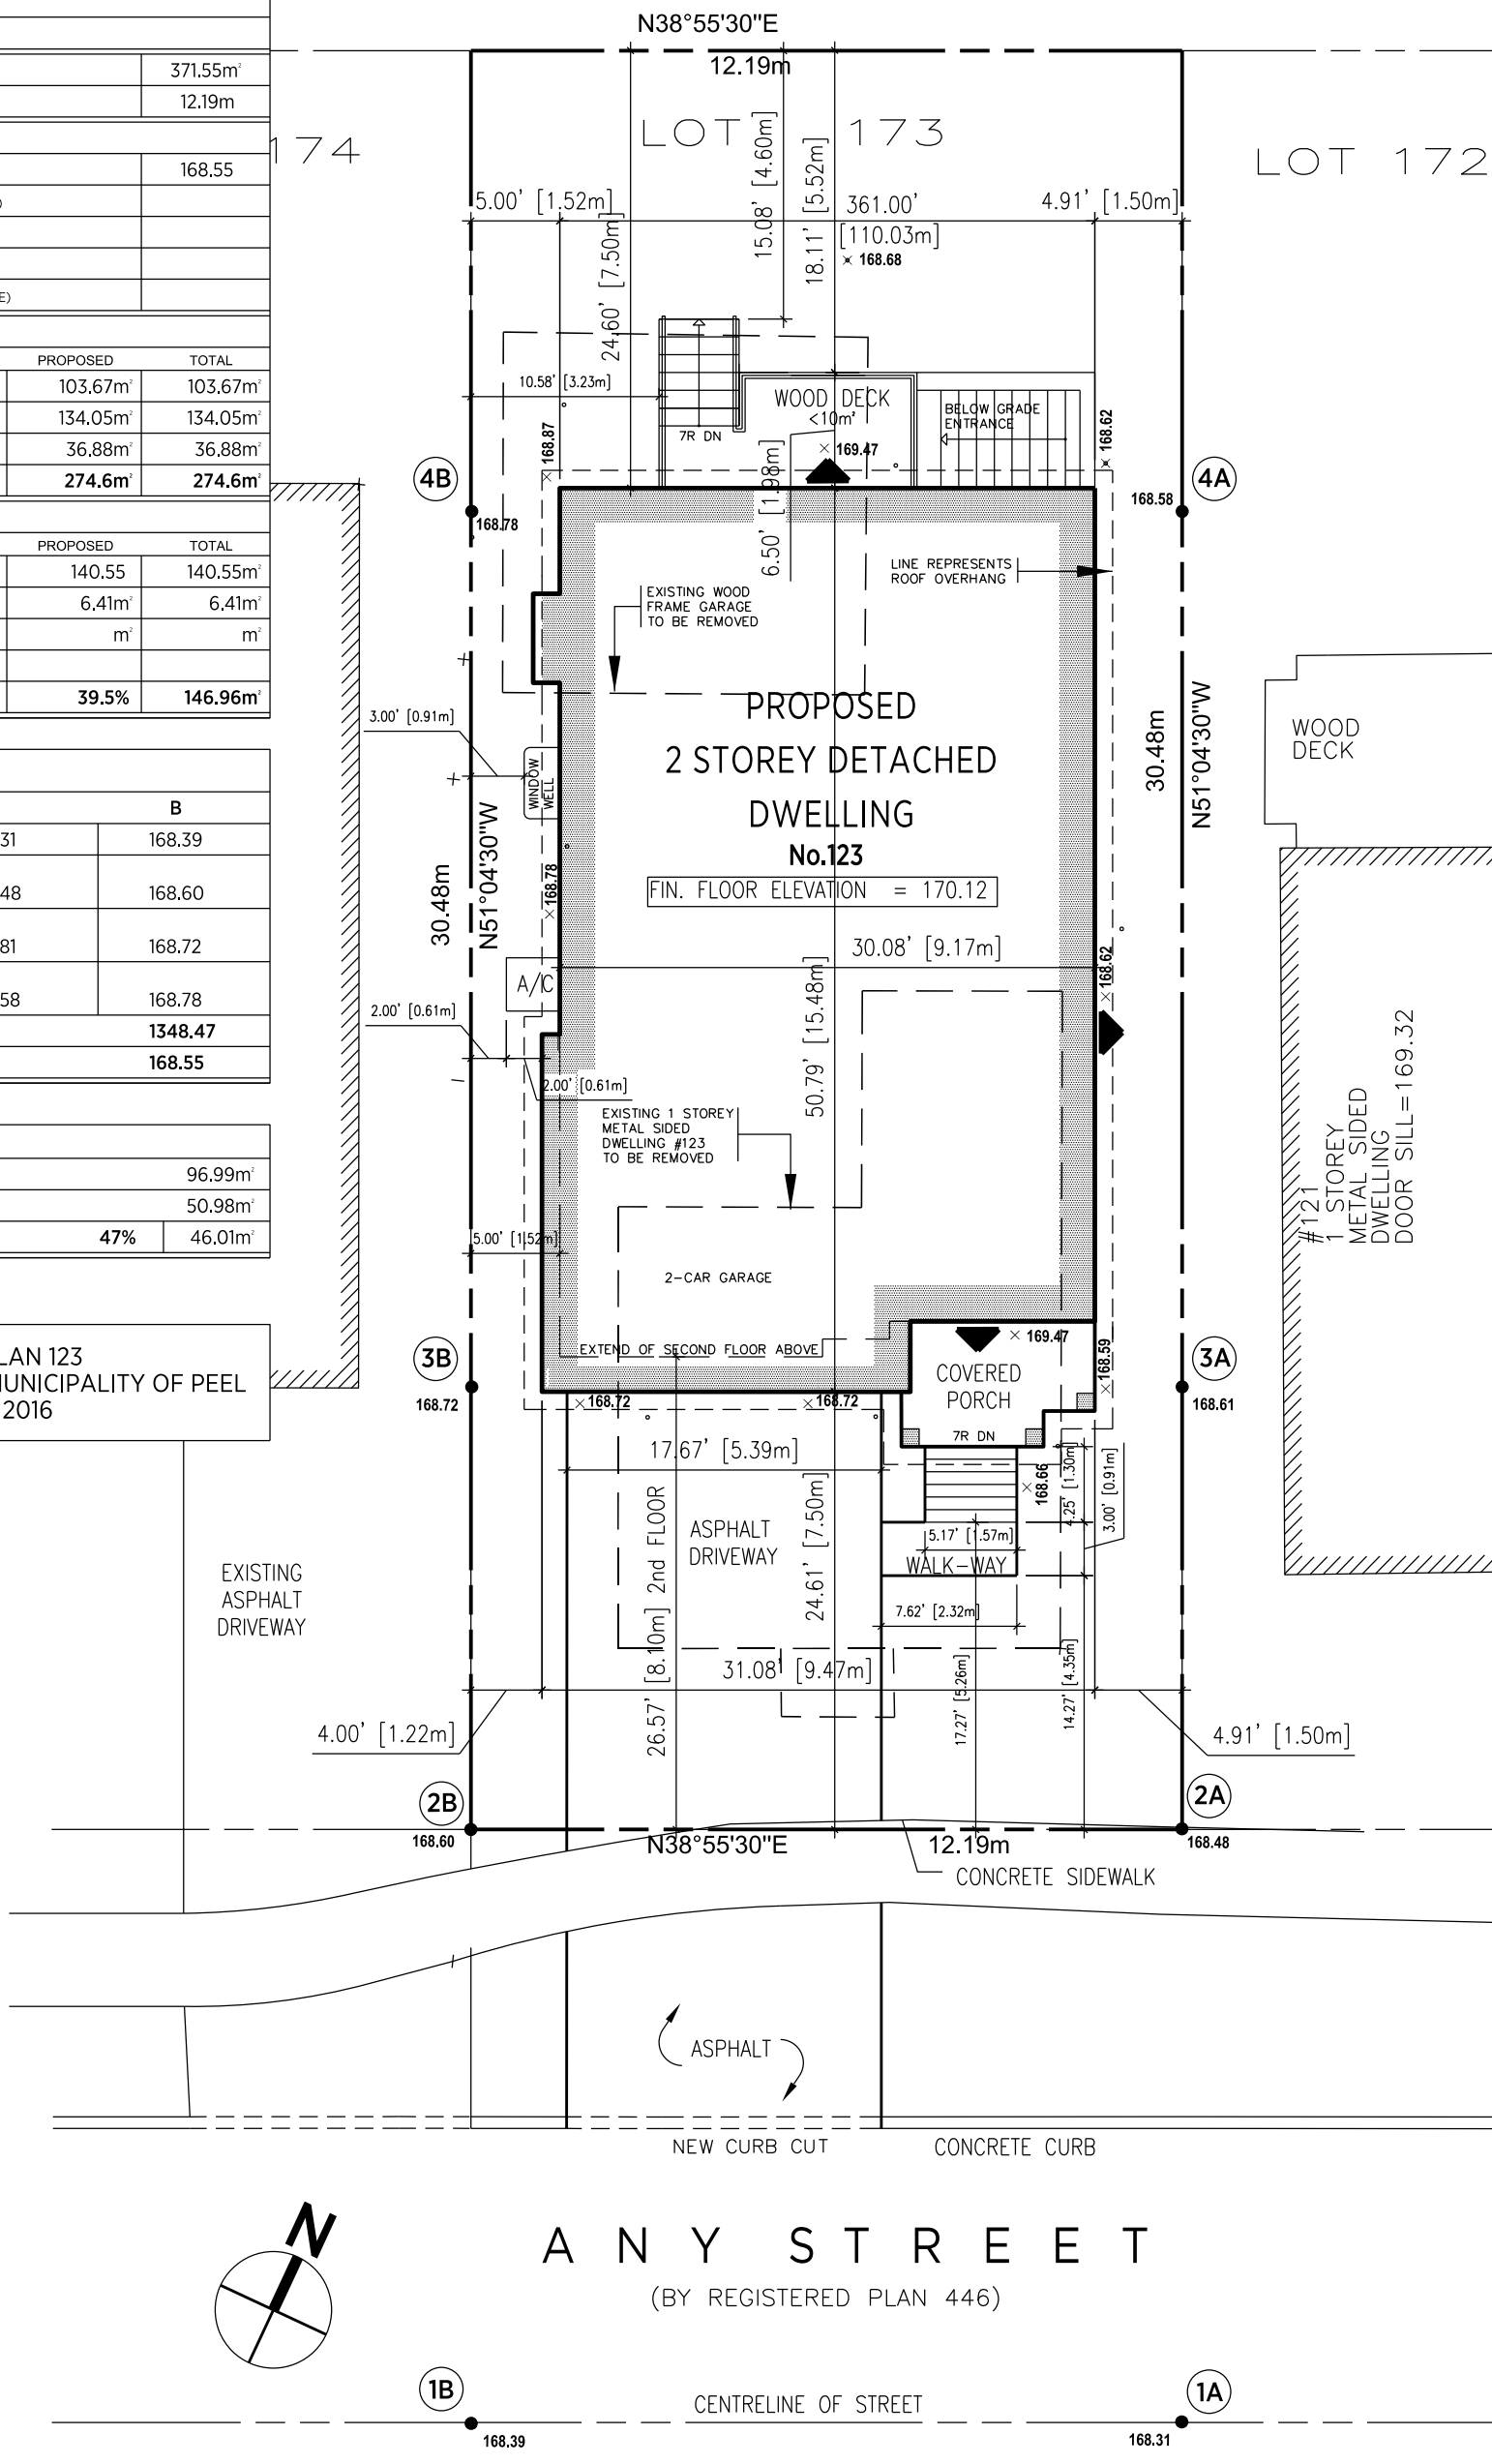 371.55m²
12.19m
168.55
)
E)
PROPOSED TOTAL
103.67m² 103.67m²
134.05m² 134.05m²
36.88m² 36.88m²
274.6m² 274.6m²
PROPOSED TOTAL
140.55 140.55m²
6.41m² 6.41m²
m² m²
39.5% 146.96m²
B
31 168.39
48 168.60
81 168.72
58 168.78
1348.47
168.55
96.99m²
50.98m²
47% 46.01m²
LAN 123
MUNICIPALITY OF PEEL
2016
N38°55'30"E
12.19m
174
LOT 173
LOT 172
5.00' [1.52m]
24.60' [7.50m]
15.08' [4.60m]
18.11' [5.52m]
361.00'
[110.03m]
168.68
4.91' [1.50m]
10.58' [3.23m]
7R DN
WOOD DECK
<10m²
169.47
BELOW GRADE
ENTRANCE
168.62
168.87
6.50' [1.98m]
4B
168.78
4A
168.58
LINE REPRESENTS
ROOF OVERHANG
EXISTING WOOD
FRAME GARAGE
TO BE REMOVED
PROPOSED
2 STOREY DETACHED
DWELLING
No.123
FIN. FLOOR ELEVATION = 170.12
3.00' [0.91m]
WINDOW
WELL
30.48m
N51°04'30"W
168.78
30.48m
N51°04'30"W
WOOD
DECK
30.08' [9.17m]
168.62
A/C
2.00' [0.61m]
2.00' [0.61m]
50.79' [15.48m]
EXISTING 1 STOREY
METAL SIDED
DWELLING #123
TO BE REMOVED
#121
1 STOREY
METAL SIDED
DWELLING
DOOR SILL=169.32
5.00' [1.52m]
2-CAR GARAGE
EXTEND OF SECOND FLOOR ABOVE
169.47
COVERED
PORCH
168.59
3B
168.72
3A
168.61
168.72
168.72
7R DN
17.67' [5.39m]
168.66
4.25' [1.30m]
3.00' [0.91m]
26.57' [8.10m] 2nd FLOOR
ASPHALT
DRIVEWAY
24.61' [7.50m]
5.17' [1.57m]
WALK-WAY
7.62' [2.32m]
EXISTING
ASPHALT
DRIVEWAY
31.08' [9.47m]
17.27' [5.26m]
14.27' [4.35m]
4.00' [1.22m]
4.91' [1.50m]
2B
168.60
2A
168.48
N38°55'30"E
12.19m
CONCRETE SIDEWALK
ASPHALT
NEW CURB CUT
CONCRETE CURB
N
ANY STREET
(BY REGISTERED PLAN 446)
1B
168.39
CENTRELINE OF STREET
1A
168.31